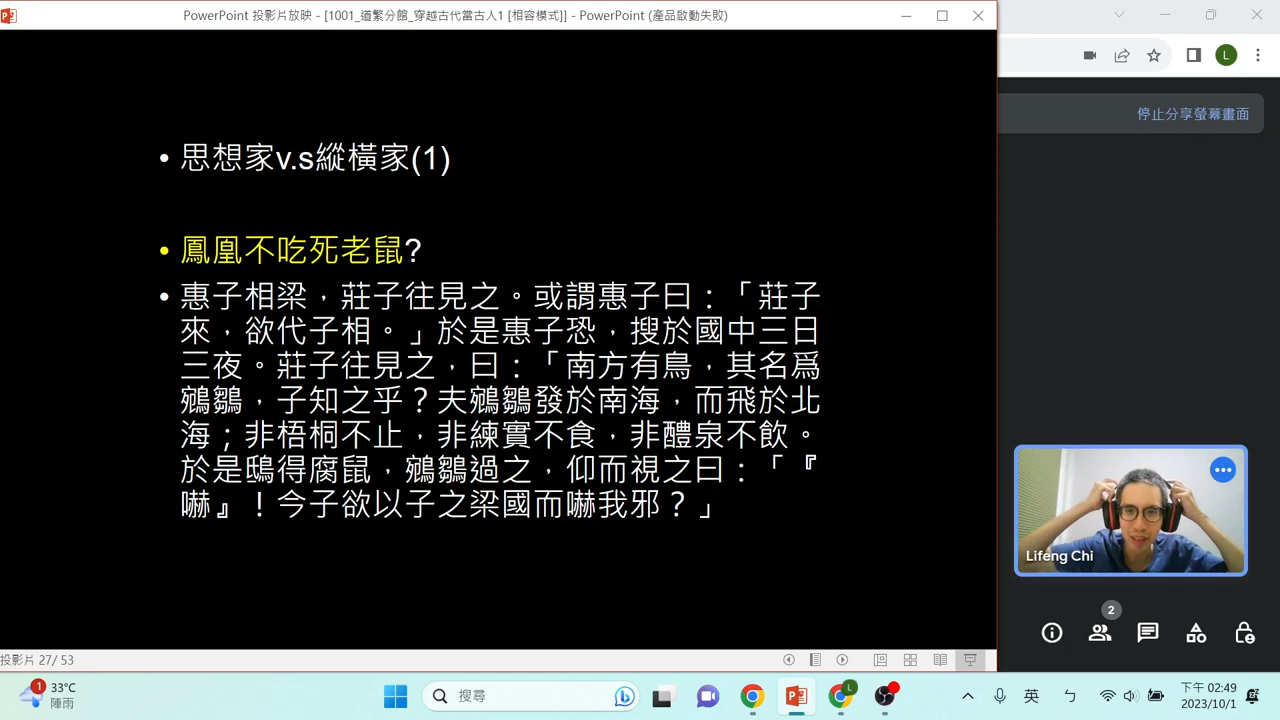 PowerPoint 投影片放映 - [1001_道繁分館_穿越古代當古人1 [相容模式]] - PowerPoint (產品啟動失敗)
L
停止分享螢幕畫面
• 思想家v.s縱橫家(1)
• 鳳凰不吃死老鼠?
• 惠子相梁，莊子往見之。或謂惠子曰：「莊子
來，欲代子相。」於是惠子恐，搜於國中三日
三夜。莊子往見之，曰：「南方有鳥，其名爲
鵷鶵，子知之乎？夫鵷鶵發於南海，而飛於北
海；非梧桐不止，非練實不食，非醴泉不飲。
於是鴟得腐鼠，鵷鶵過之，仰而視之曰：「『
嚇』！今子欲以子之梁國而嚇我邪？」
Lifeng Chi
2
投影片 27/ 53
1
33°C
陣雨
搜尋
L
英
ㄅ
下午 02:49
2023/10/1